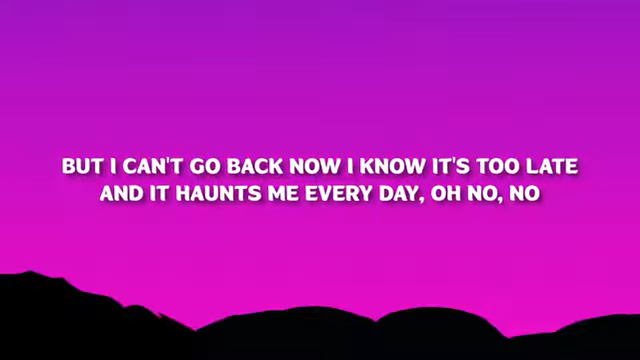 BUT I CAN'T GO BACK NOW I KNOW IT'S TOO LATE
AND IT HAUNTS ME EVERY DAY, OH NO, NO